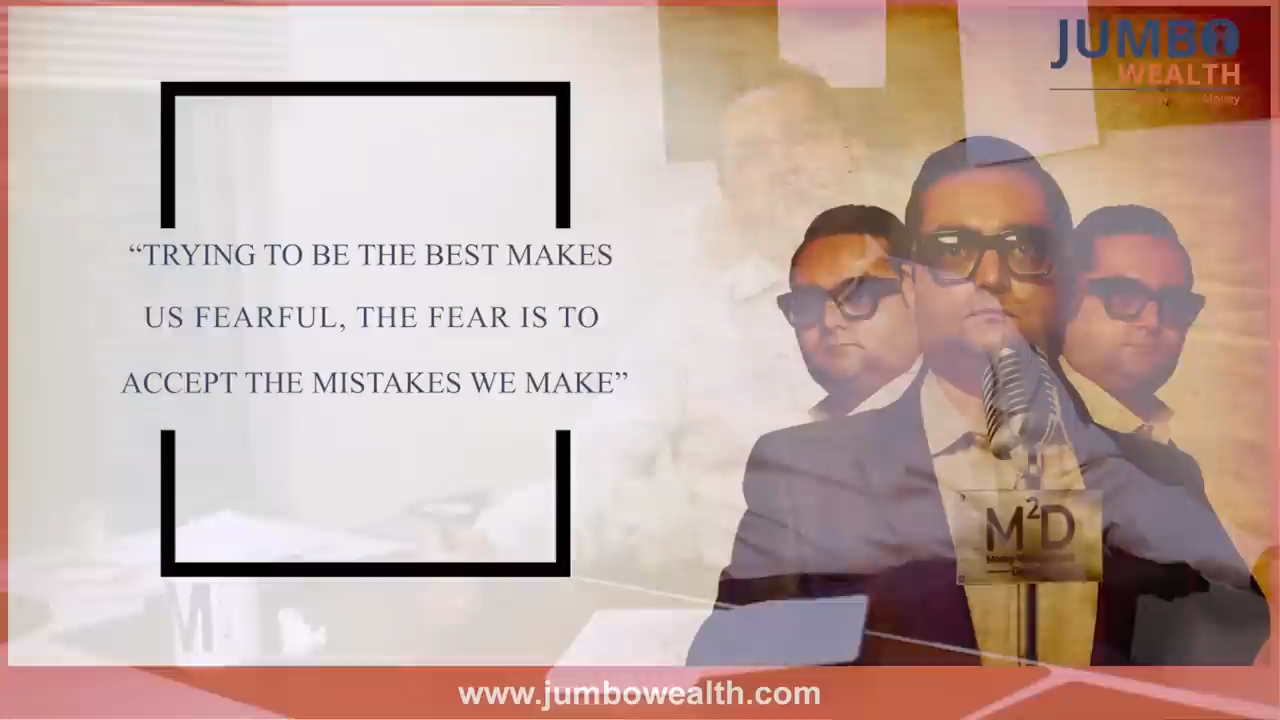 JUMBO
WEALTH
Money
“TRYING TO BE THE BEST MAKES
US FEARFUL, THE FEAR IS TO
ACCEPT THE MISTAKES WE MAKE”
M²D
M
www.jumbowealth.com